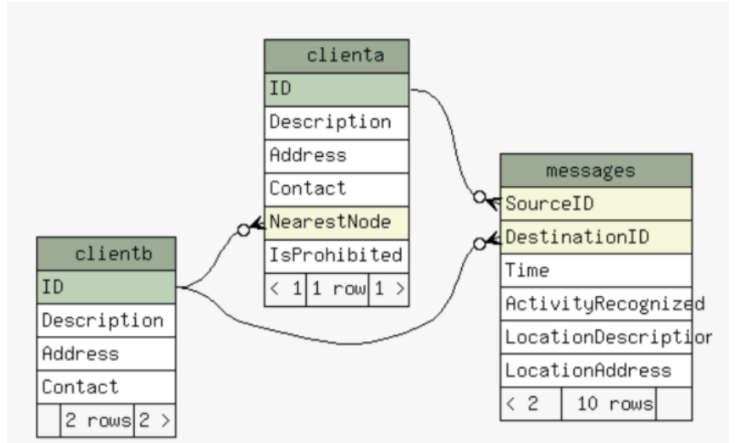 clienta
ID
Description
Address
Contact
NearestNode
IsProhibited
< 1 1 row 1 >
clientb
ID
Description
Address
Contact
2 rows 2 >
messages
SourceID
DestinationID
Time
ActivityRecognized
LocationDescription
LocationAddress
< 2 10 rows